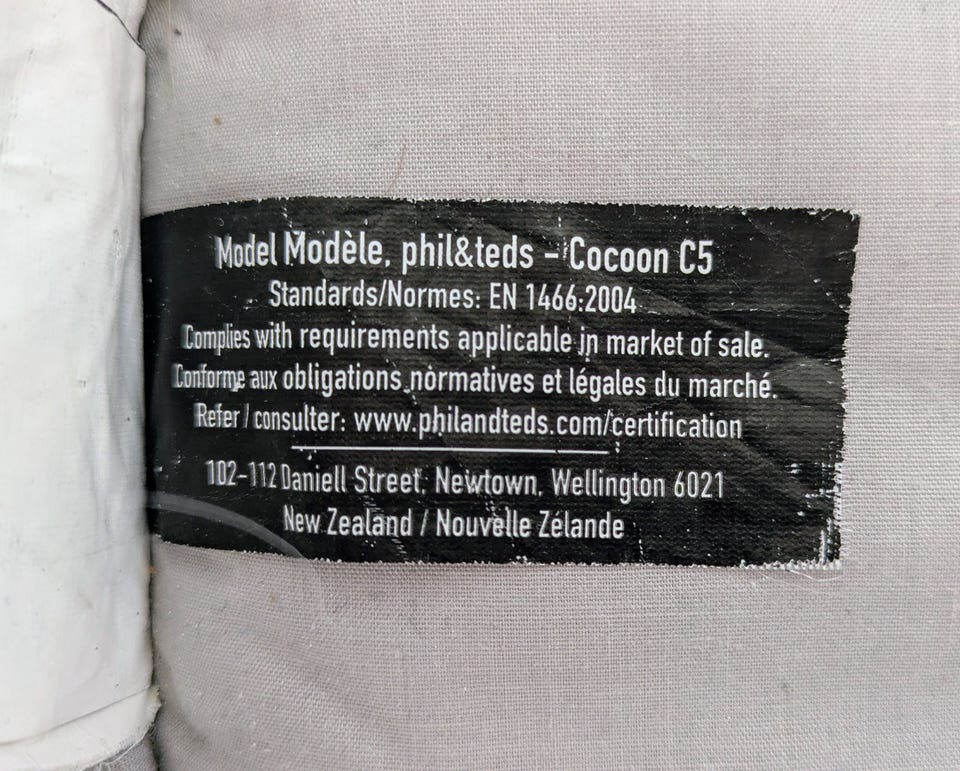 Model Modèle, phil&teds – Cocoon C5
Standards/Normes: EN 1466:2004
Complies with requirements applicable in market of sale.
Conforme aux obligations normatives et légales du marché.
Refer / consulter: www.philandteds.com/certification
102-112 Daniell Street, Newtown, Wellington 6021
New Zealand / Nouvelle Zélande